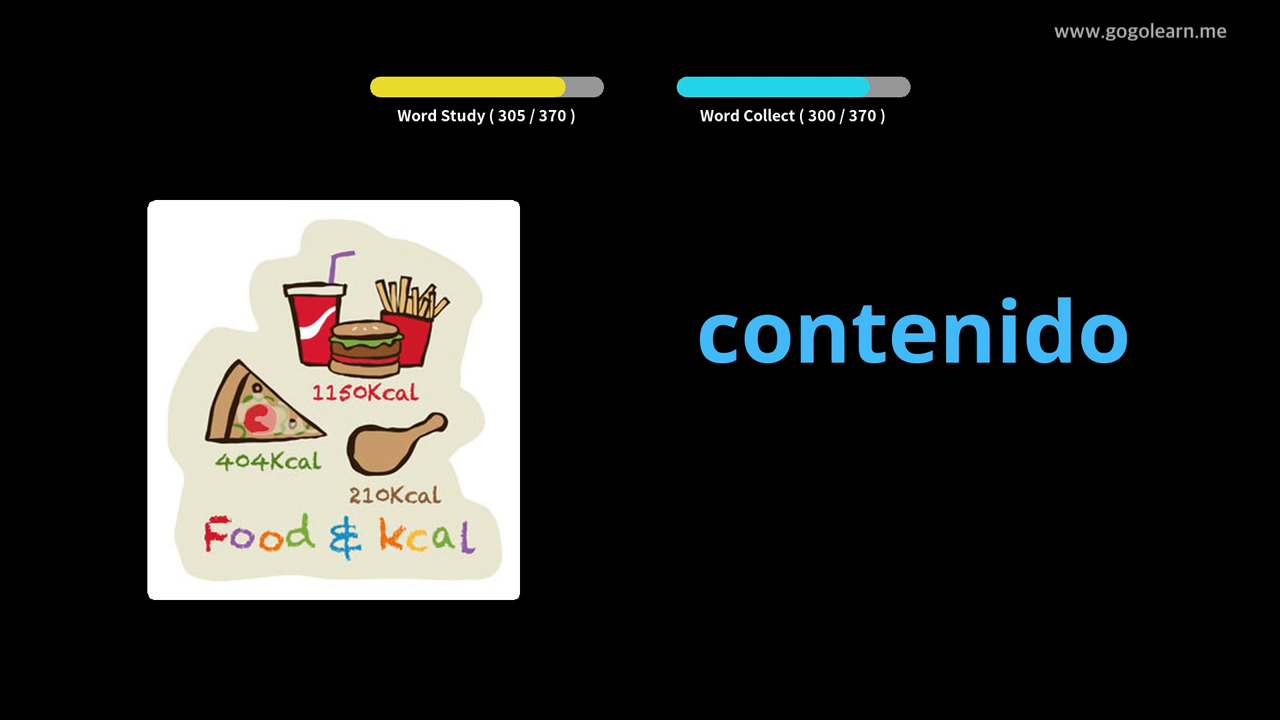 www.gogolearn.me
Word Study ( 305 / 370 )
Word Collect ( 300 / 370 )
1150Kcal
404Kcal
210Kcal
Food & kcal
contenido